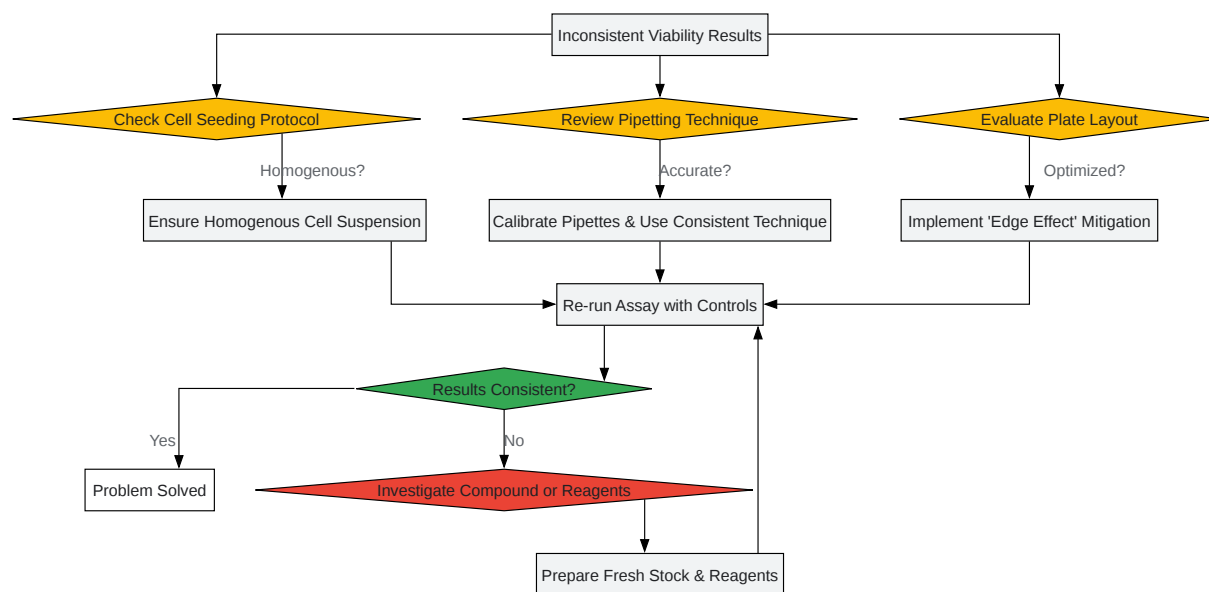 Inconsistent Viability Results
Check Cell Seeding Protocol
Review Pipetting Technique
Evaluate Plate Layout
Homogenous?
Accurate?
Optimized?
Ensure Homogenous Cell Suspension
Calibrate Pipettes & Use Consistent Technique
Implement 'Edge Effect' Mitigation
Re-run Assay with Controls
Results Consistent?
Yes
No
Problem Solved
Investigate Compound or Reagents
Prepare Fresh Stock & Reagents